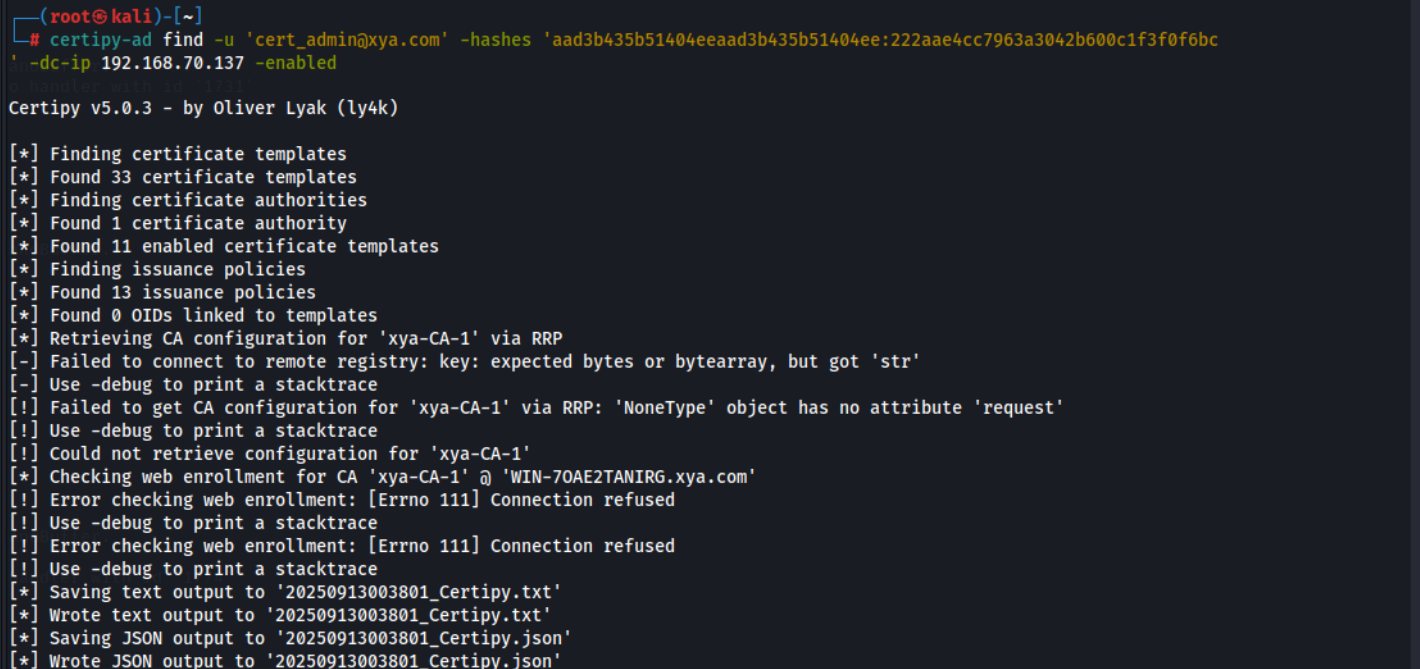 ┌──(root㉿kali)-[~]
└─# certipy-ad find -u 'cert_admin@xya.com' -hashes 'aad3b435b51404eeaad3b435b51404ee:222aae4cc7963a3042b600c1f3f0f6bc
' -dc-ip 192.168.70.137 -enabled
Certipy v5.0.3 - by Oliver Lyak (ly4k)
[*] Finding certificate templates
[*] Found 33 certificate templates
[*] Finding certificate authorities
[*] Found 1 certificate authority
[*] Found 11 enabled certificate templates
[*] Finding issuance policies
[*] Found 13 issuance policies
[*] Found 0 OIDs linked to templates
[*] Retrieving CA configuration for 'xya-CA-1' via RRP
[-] Failed to connect to remote registry: key: expected bytes or bytearray, but got 'str'
[-] Use -debug to print a stacktrace
[!] Failed to get CA configuration for 'xya-CA-1' via RRP: 'NoneType' object has no attribute 'request'
[!] Use -debug to print a stacktrace
[!] Could not retrieve configuration for 'xya-CA-1'
[*] Checking web enrollment for CA 'xya-CA-1' @ 'WIN-7OAE2TANIRG.xya.com'
[!] Error checking web enrollment: [Errno 111] Connection refused
[!] Use -debug to print a stacktrace
[!] Error checking web enrollment: [Errno 111] Connection refused
[!] Use -debug to print a stacktrace
[*] Saving text output to '20250913003801_Certipy.txt'
[*] Wrote text output to '20250913003801_Certipy.txt'
[*] Saving JSON output to '20250913003801_Certipy.json'
[*] Wrote JSON output to '20250913003801_Certipy.json'